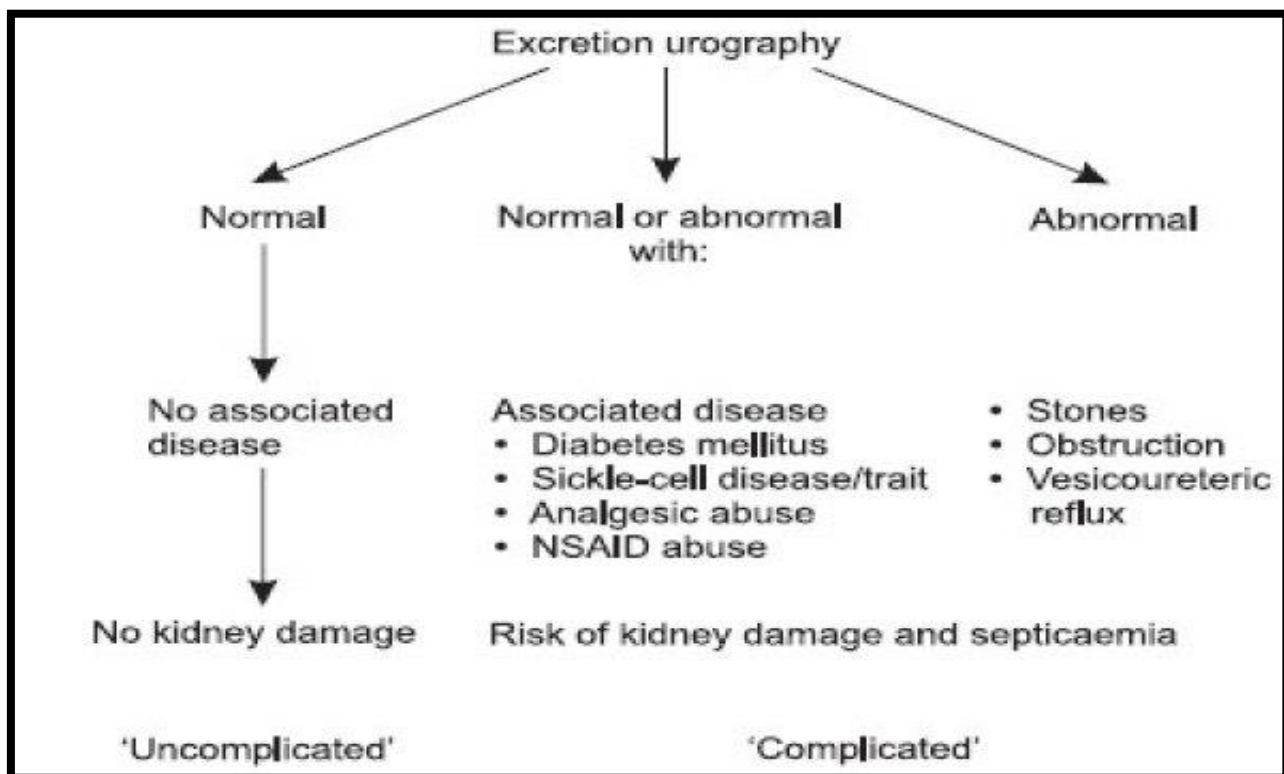 Excretion urography
Normal
Normal or abnormal
with:
Abnormal
No associated
disease
Associated disease
• Diabetes mellitus
• Sickle-cell disease/trait
• Analgesic abuse
• NSAID abuse
• Stones
• Obstruction
• Vesicoureteric
reflux
No kidney damage
Risk of kidney damage and septicaemia
‘Uncomplicated’
‘Complicated’